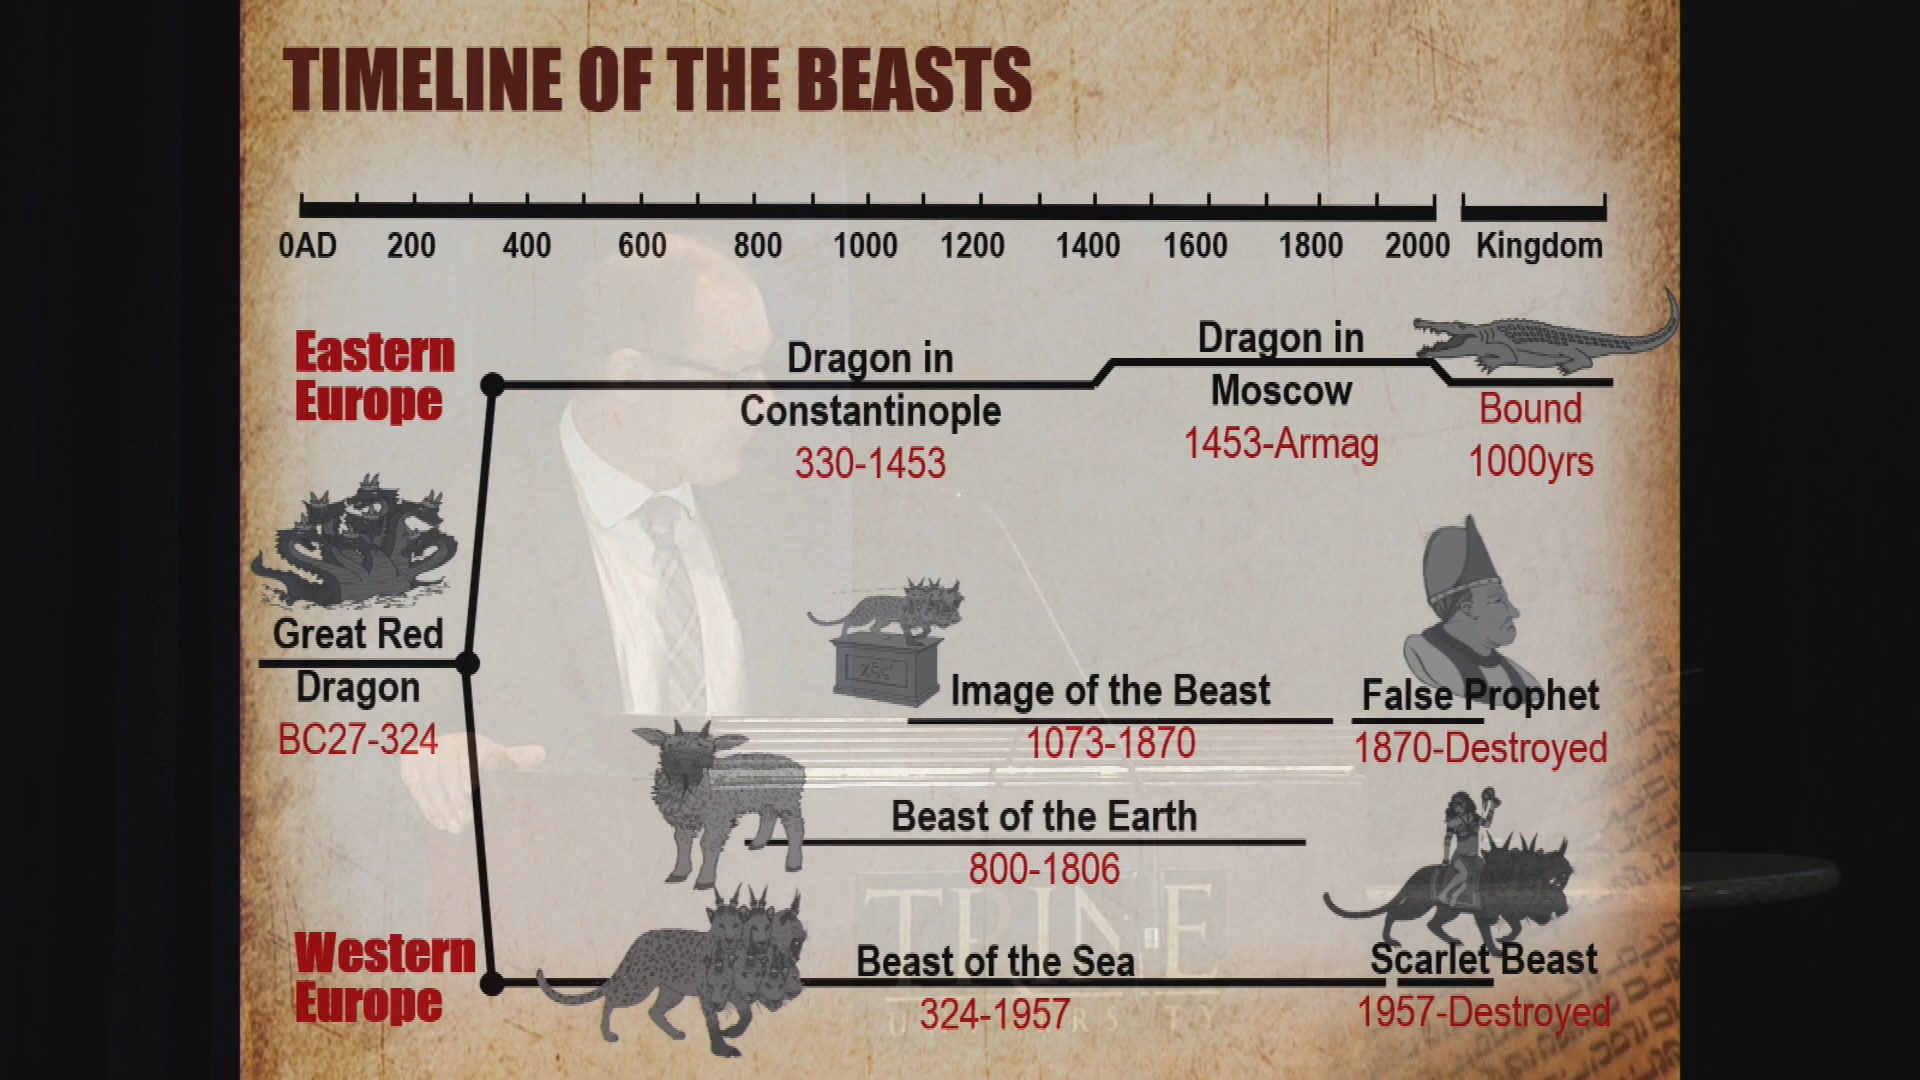 TIMELINE OF THE BEASTS
0AD 200 400 600 800 1000 1200 1400 1600 1800 2000 Kingdom
Eastern
Europe
Dragon in
Constantinople
330-1453
Dragon in
Moscow
1453-Armag
Bound
1000yrs
Great Red
Dragon
BC27-324
χξς
Image of the Beast
1073-1870
False Prophet
1870-Destroyed
Beast of the Earth
800-1806
Western
Europe
Beast of the Sea
324-1957
Scarlet Beast
1957-Destroyed
TRINE